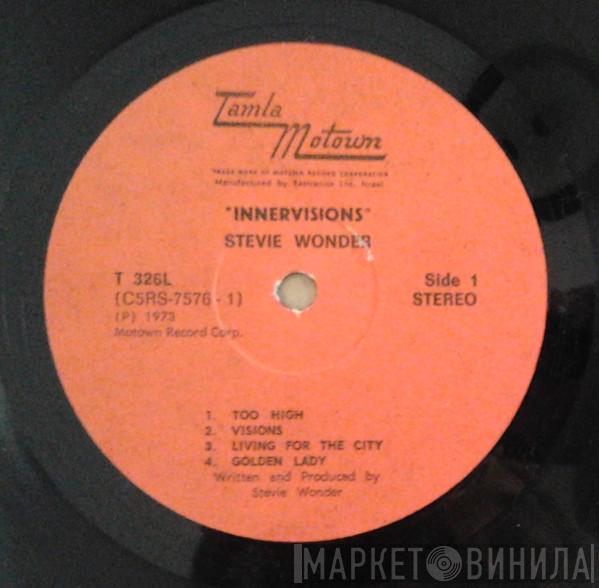 Tamla
Motown
TRADE MARK OF MOTOWN RECORD CORPORATION
Manufactured by Eastronics Ltd. Israel
"INNERVISIONS"
STEVIE WONDER
T 326L
(C5RS-7576 - 1)
(P) 1973
Motown Record Corp.
Side 1
STEREO
1. TOO HIGH
2. VISIONS
3. LIVING FOR THE CITY
4. GOLDEN LADY
Written and Produced by
Stevie Wonder
МАРКЕТ ВИНИЛА